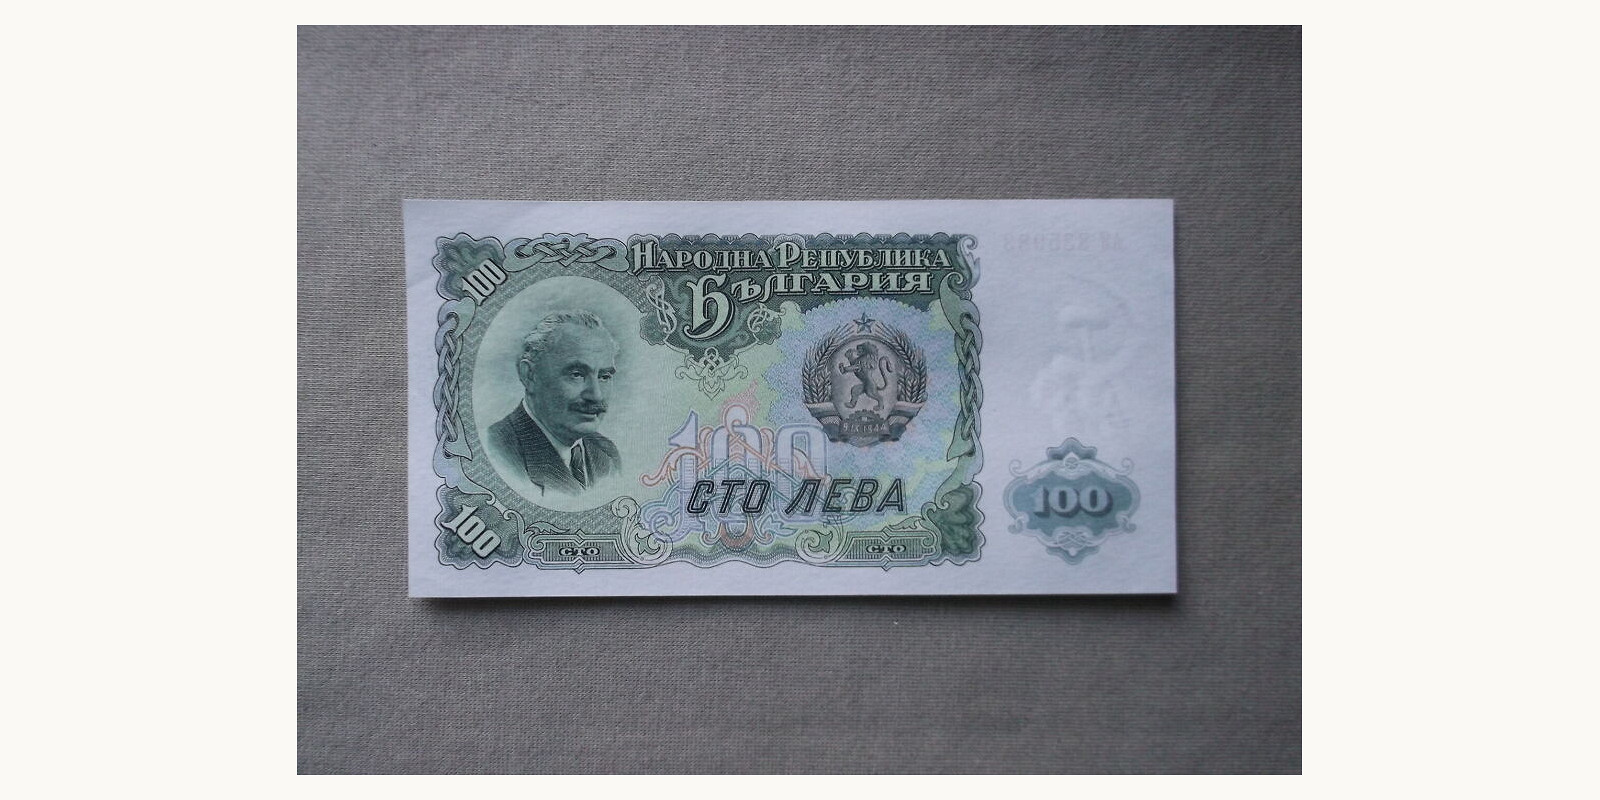 100
НАРОДНА РЕПУБЛИКА
БЪЛГАРИЯ
9.IX.1944
100
СТО ЛЕВА
100
100
СТО
СТО